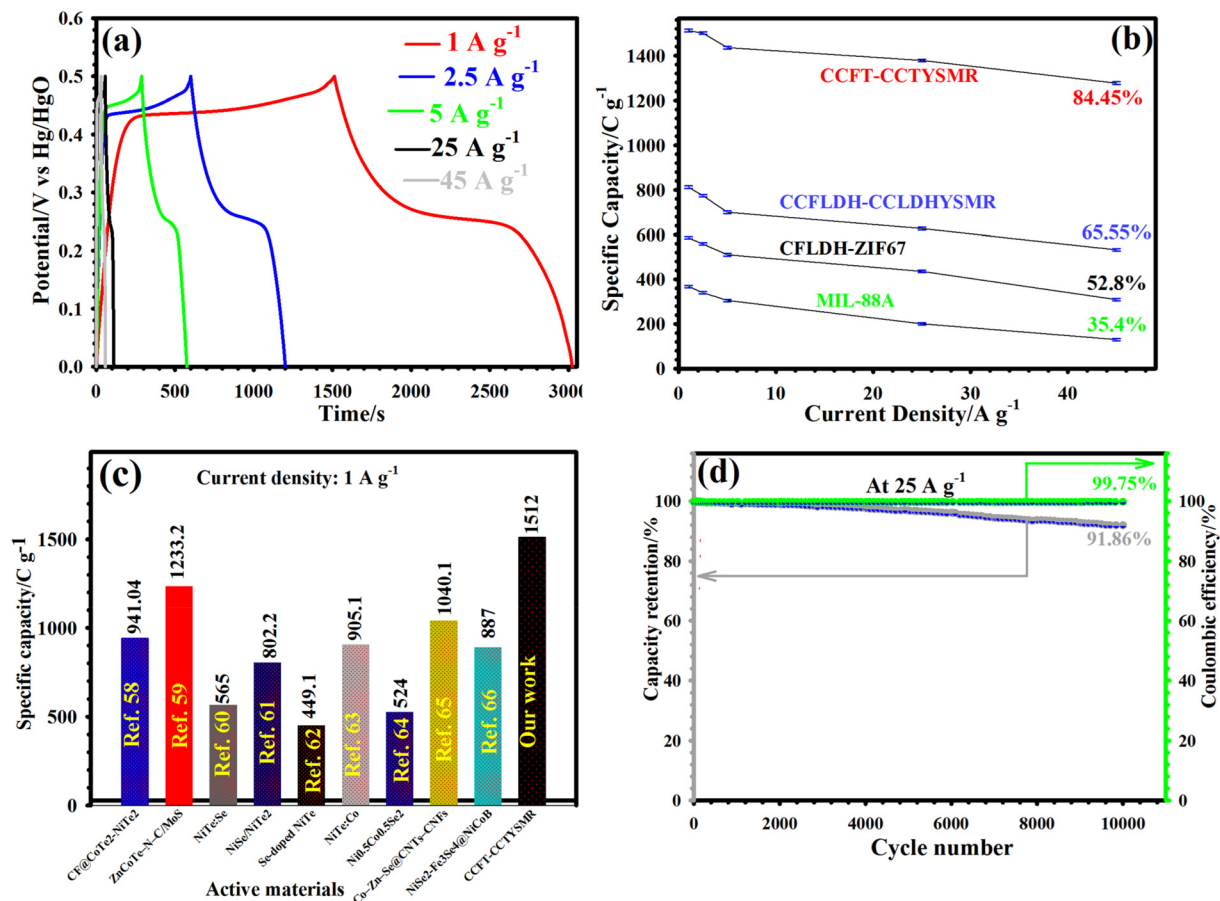 (a)
1 A g⁻¹
2.5 A g⁻¹
5 A g⁻¹
25 A g⁻¹
45 A g⁻¹
Potential/V vs Hg/HgO
0.6
0.5
0.4
0.3
0.2
0.1
0.0
0 500 1000 1500 2000 2500 3000
Time/s
(b)
Specific Capacity/C g⁻¹
1400
1200
1000
800
600
400
200
0
CCFT-CCTYSMR
84.45%
CCFLDH-CCLDHYSMR
65.55%
CFLDH-ZIF67
52.8%
MIL-88A
35.4%
0 10 20 30 40
Current Density/A g⁻¹
(c)
Current density: 1 A g⁻¹
Specific capacity/C g⁻¹
1500
1000
500
0
941.04
1233.2
565
802.2
449.1
905.1
524
1040.1
887
1512
Ref. 58
Ref. 59
Ref. 60
Ref. 61
Ref. 62
Ref. 63
Ref. 64
Ref. 65
Ref. 66
Our work
CF@CoTe2-NiTe2
ZnCoTe–N–C/MoS
NiTe:Se
NiSe/NiTe2
Se-doped NiTe
NiTe:Co
Ni0.5Co0.5Se2
Co–Zn–Se@CNTs–CNFs
NiSe2-Fe3Se4@NiCoB
CCFT-CCTYSMR
Active materials
(d)
At 25 A g⁻¹
99.75%
91.86%
Capacity retention/%
100
80
60
40
20
0
Coulombic efficiency/%
100
80
60
40
20
0
0 2000 4000 6000 8000 10000
Cycle number